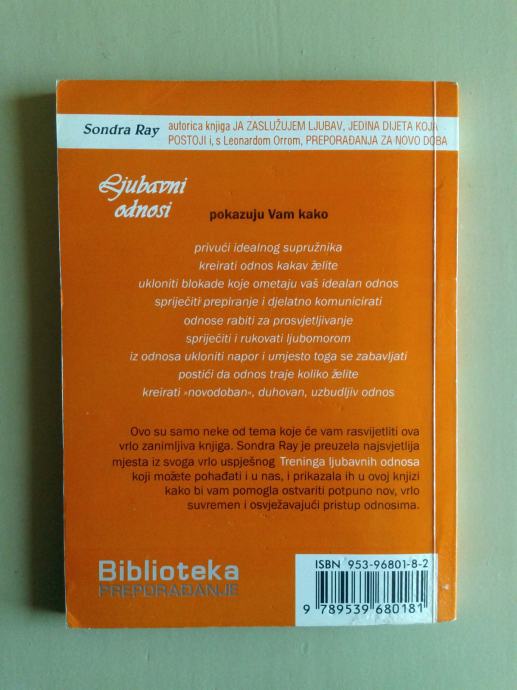 Sondra Ray autorica knjiga JA ZASLUŽUJEM LJUBAV, JEDINA DIJETA KOJA
POSTOJI i, s Leonardom Orrom, PREPORAĐANJA ZA NOVO DOBA
Ljubavni
odnosi pokazuju Vam kako
privući idealnog supružnika
kreirati odnos kakav želite
ukloniti blokade koje ometaju vaš idealan odnos
spriječiti prepiranje i djelatno komunicirati
odnose rabiti za prosvjetljivanje
spriječiti i rukovati ljubomorom
iz odnosa ukloniti napor i umjesto toga se zabavljati
postići da odnos traje koliko želite
kreirati »novodoban«, duhovan, uzbudljiv odnos
Ovo su samo neke od tema koje će vam rasvijetliti ova
vrlo zanimljiva knjiga. Sondra Ray je preuzela najsvjetlija
mjesta iz svoga vrlo uspješnog Treninga ljubavnih odnosa
koji možete pohađati i u nas, i prikazala ih u ovoj knjizi
kako bi vam pomogla ostvariti potpuno nov, vrlo
suvremen i osvježavajući pristup odnosima.
Biblioteka
PREPORAĐANJE
ISBN 953-96801-8-2
9 789539 680181